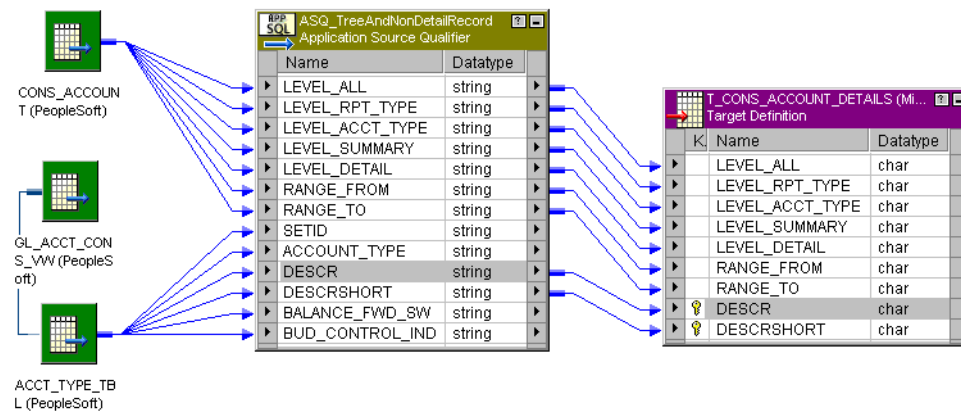 CONS_ACCOUN
T (PeopleSoft)
GL_ACCT_CON
S_VW (PeopleS
oft)
ACCT_TYPE_TB
L (PeopleSoft)
APP
SQL
ASQ_TreeAndNonDetailRecord
Application Source Qualifier
Name Datatype
LEVEL_ALL string
LEVEL_RPT_TYPE string
LEVEL_ACCT_TYPE string
LEVEL_SUMMARY string
LEVEL_DETAIL string
RANGE_FROM string
RANGE_TO string
SETID string
ACCOUNT_TYPE string
DESCR string
DESCRSHORT string
BALANCE_FWD_SW string
BUD_CONTROL_IND string
T_CONS_ACCOUNT_DETAILS (Mi...
Target Definition
K. Name Datatype
LEVEL_ALL char
LEVEL_RPT_TYPE char
LEVEL_ACCT_TYPE char
LEVEL_SUMMARY char
LEVEL_DETAIL char
RANGE_FROM char
RANGE_TO char
DESCR char
DESCRSHORT char